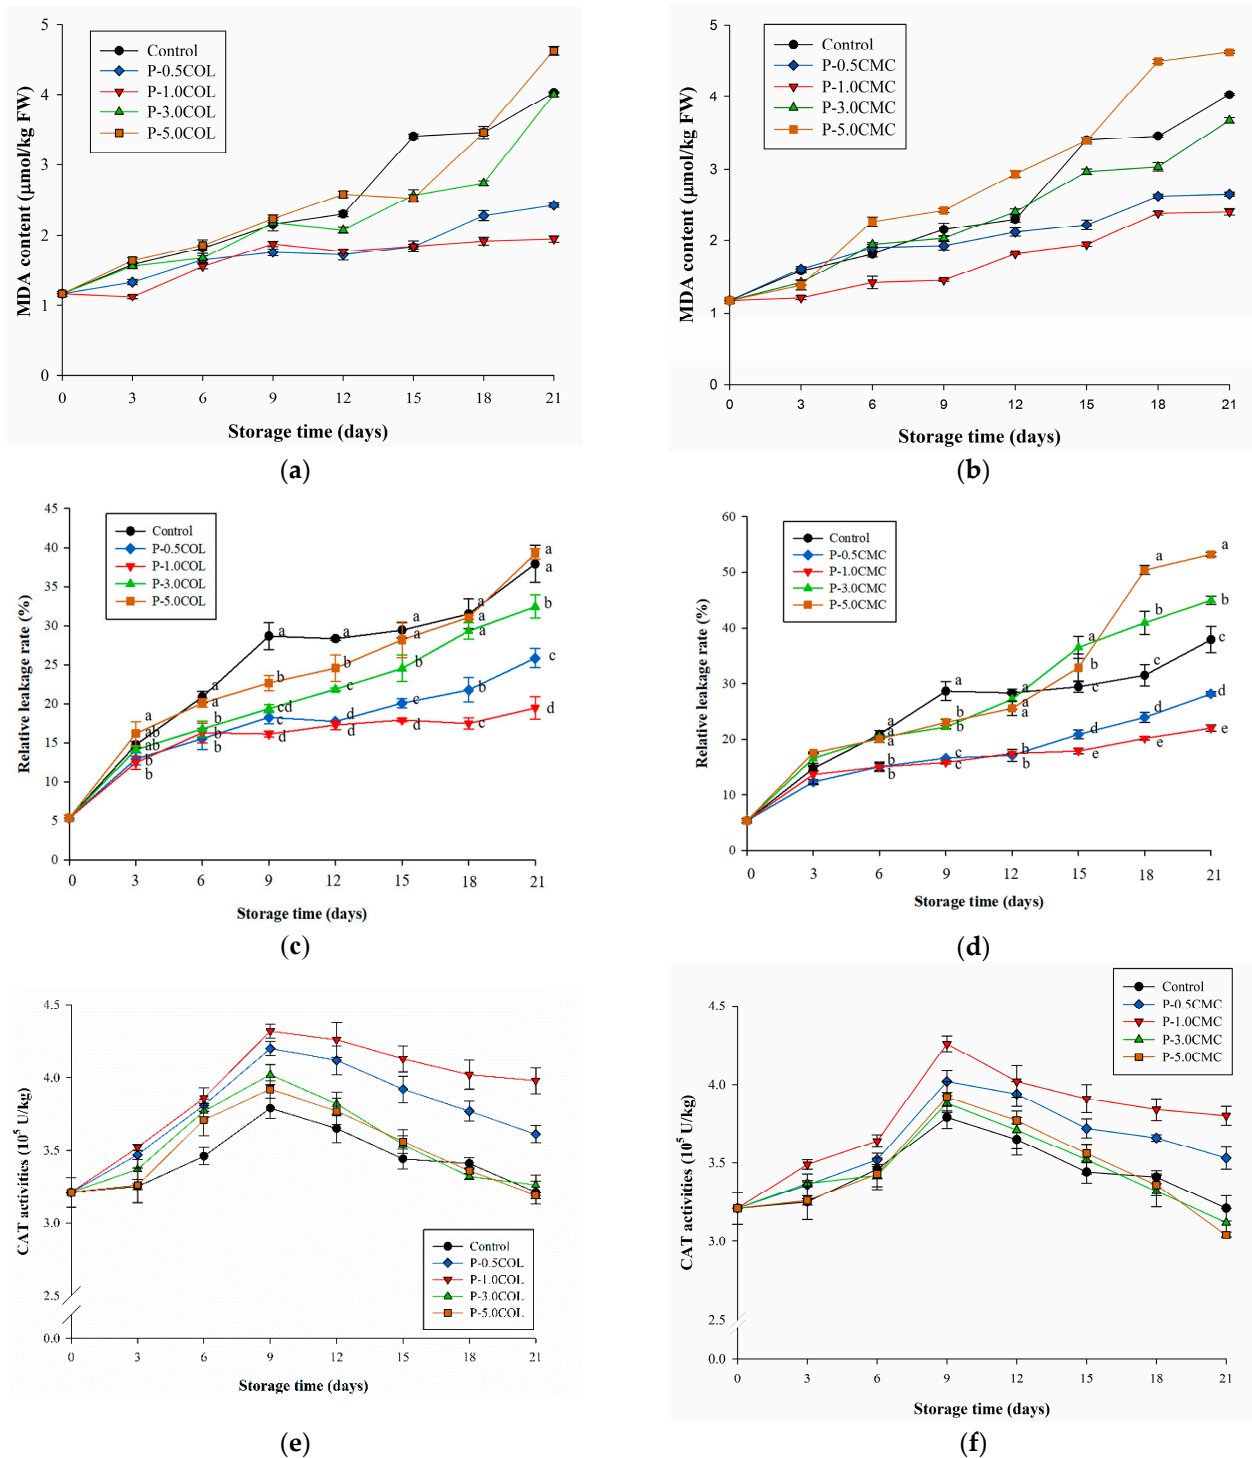 5
4
3
2
1
0
MDA content (μmol/kg FW)
Control
P-0.5COL
P-1.0COL
P-3.0COL
P-5.0COL
0 3 6 9 12 15 18 21
Storage time (days)
(a)
5
4
3
2
1
0
MDA content (μmol/kg FW)
Control
P-0.5CMC
P-1.0CMC
P-3.0CMC
P-5.0CMC
0 3 6 9 12 15 18 21
Storage time (days)
(b)
45
40
35
30
25
20
15
10
5
0
Relative leakage rate (%)
Control
P-0.5COL
P-1.0COL
P-3.0COL
P-5.0COL
a
ab
ab
b
b
a
a
b
b
b
a
b
cd
c
d
a
b
c
d
d
a
a
b
c
d
a
a
a
b
c
a
a
b
c
d
0 3 6 9 12 15 18 21
Storage time (days)
(c)
60
50
40
30
20
10
0
Relative leakage rate (%)
Control
P-0.5CMC
P-1.0CMC
P-3.0CMC
P-5.0CMC
a
a
a
b
b
a
b
b
c
c
a
a
a
b
b
a
b
c
d
e
a
b
c
d
e
a
b
c
d
e
0 3 6 9 12 15 18 21
Storage time (days)
(d)
4.5
4.0
3.5
3.0
2.5
0.0
CAT activities (10⁵ U/kg)
Control
P-0.5COL
P-1.0COL
P-3.0COL
P-5.0COL
0 3 6 9 12 15 18 21
Storage time (days)
(e)
4.5
4.0
3.5
3.0
2.5
0.0
CAT activities (10⁵ U/kg)
Control
P-0.5CMC
P-1.0CMC
P-3.0CMC
P-5.0CMC
0 3 6 9 12 15 18 21
Storage time (days)
(f)